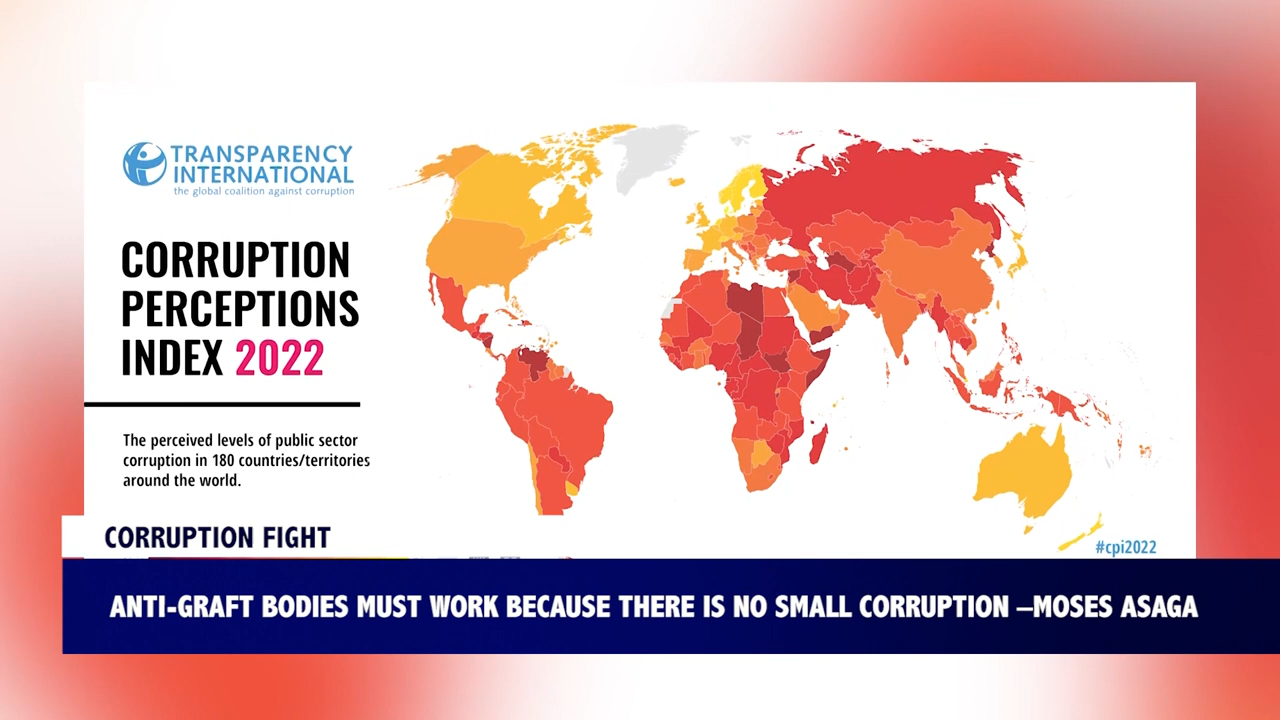 TRANSPARENCY
INTERNATIONAL
the global coalition against corruption
CORRUPTION
PERCEPTIONS
INDEX 2022
The perceived levels of public sector
corruption in 180 countries/territories
around the world.
#cpi2022
CORRUPTION FIGHT
ANTI-GRAFT BODIES MUST WORK BECAUSE THERE IS NO SMALL CORRUPTION –MOSES ASAGA